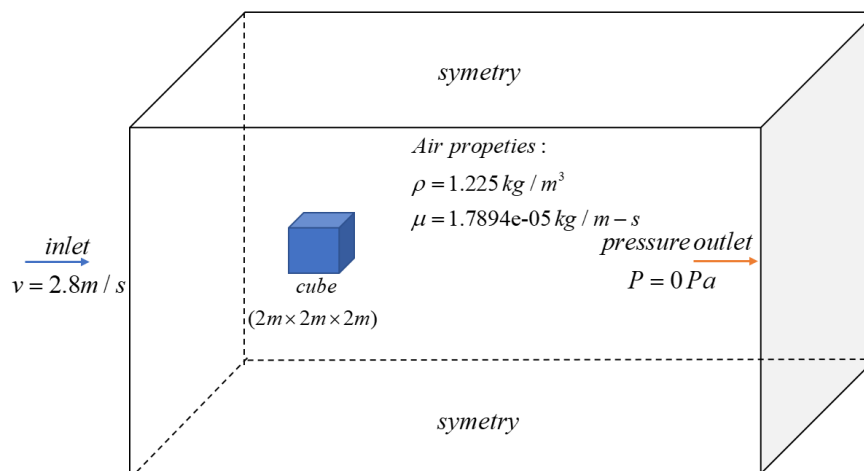 symetry
Air propeties :
ρ = 1.225 kg / m³
μ = 1.7894e-05 kg / m − s
inlet
v = 2.8m / s
cube
(2m × 2m × 2m)
pressure outlet
P = 0 Pa
symetry